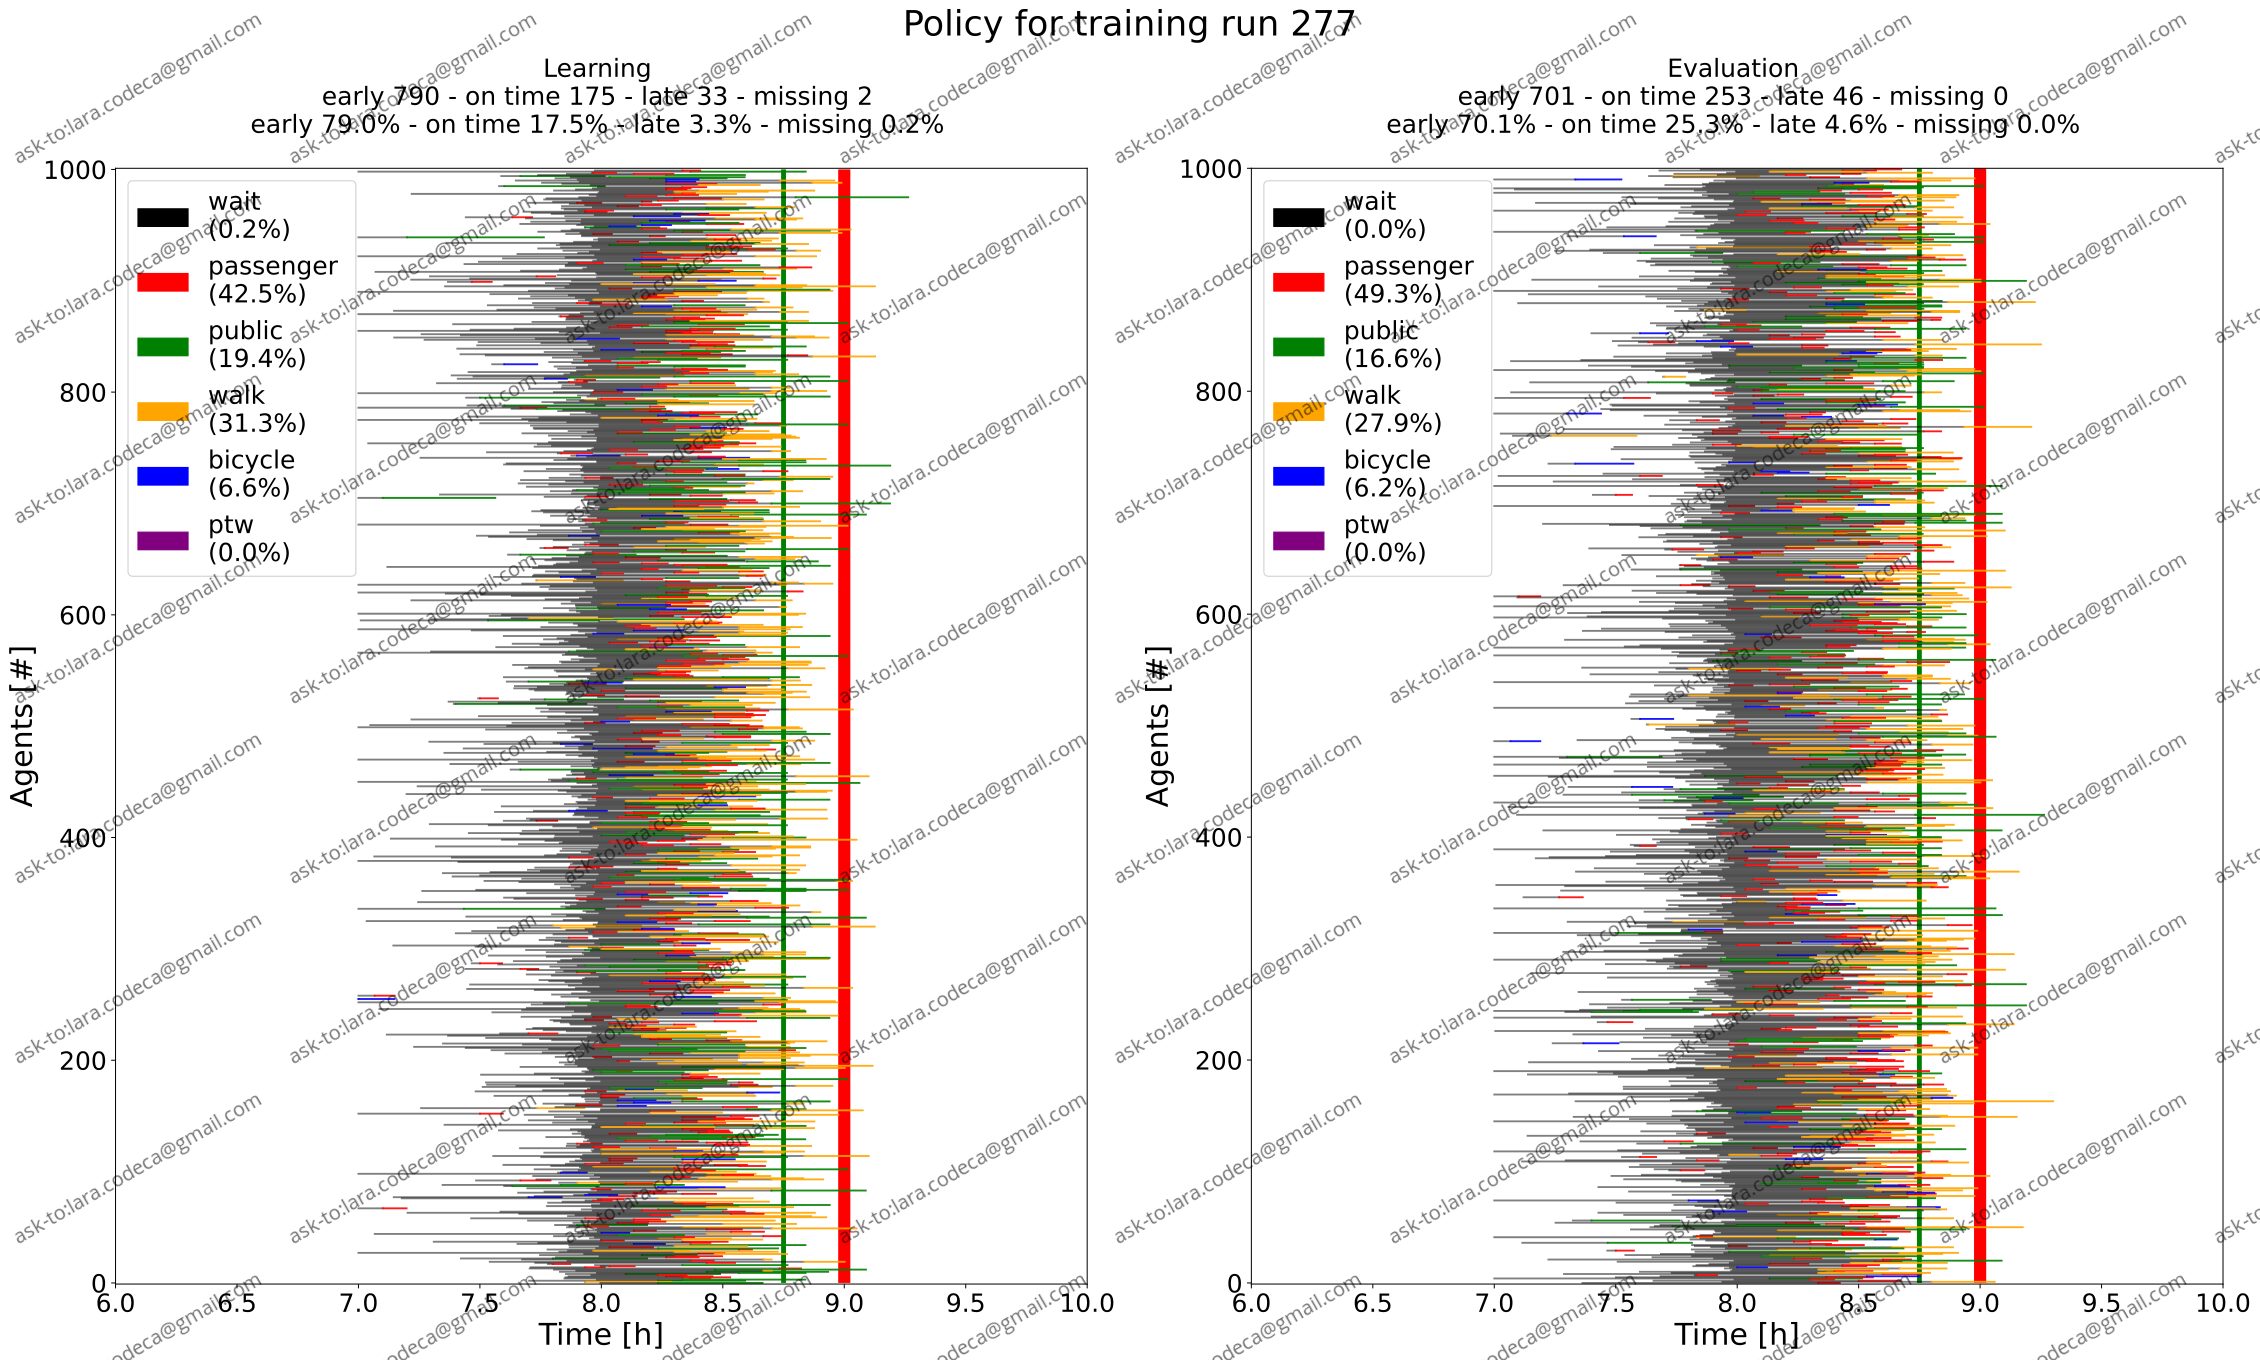 Policy for training run 277
Learning
early 790 - on time 175 - late 33 - missing 2
early 79.0% - on time 17.5% - late 3.3% - missing 0.2%
Evaluation
early 701 - on time 253 - late 46 - missing 0
early 70.1% - on time 25.3% - late 4.6% - missing 0.0%
wait
(0.2%)
passenger
(42.5%)
public
(19.4%)
walk
(31.3%)
bicycle
(6.6%)
ptw
(0.0%)
1000
800
600
400
200
0
Agents [#]
6.0 6.5 7.0 7.5 8.0 8.5 9.0 9.5 10.0
Time [h]
wait
(0.0%)
passenger
(49.3%)
public
(16.6%)
walk
(27.9%)
bicycle
(6.2%)
ptw
(0.0%)
1000
800
600
400
200
0
Agents [#]
6.0 6.5 7.0 7.5 8.0 8.5 9.0 9.5 10.0
Time [h]
ask-to:lara.codeca@gmail.com